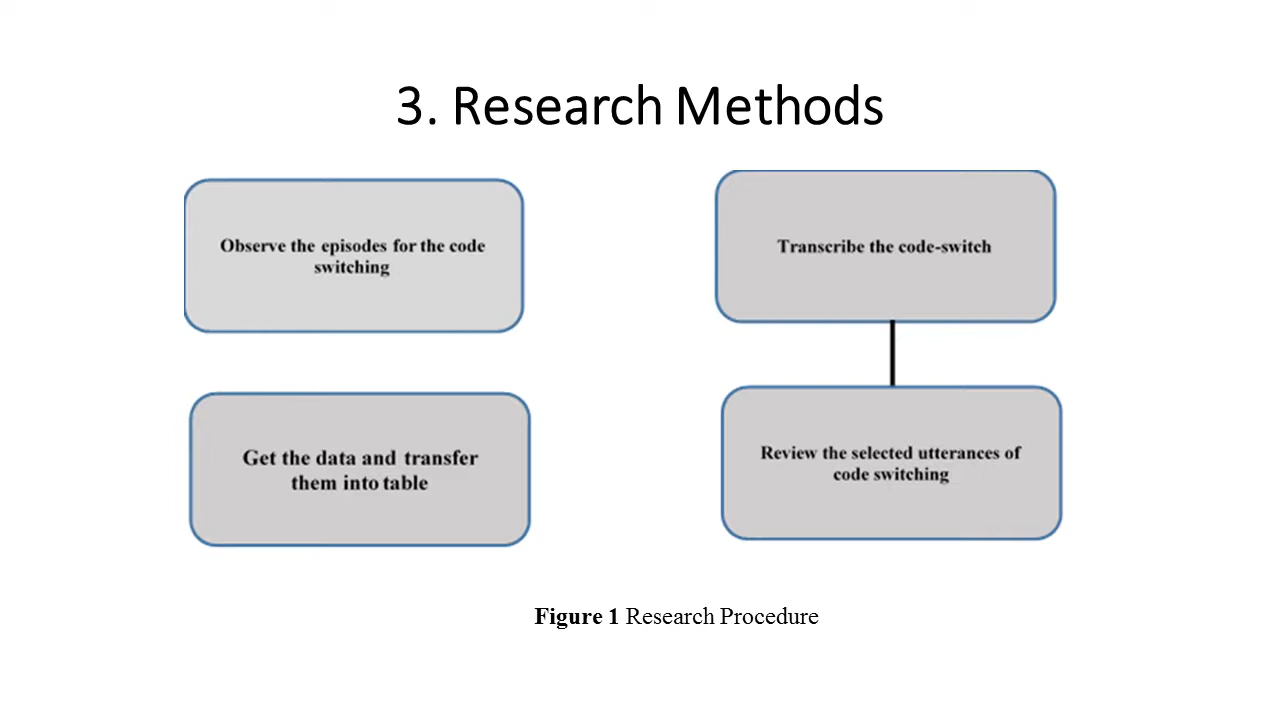 3. Research Methods
Observe the episodes for the code
switching
Transcribe the code-switch
Get the data and transfer
them into table
Review the selected utterances of
code switching
Figure 1 Research Procedure